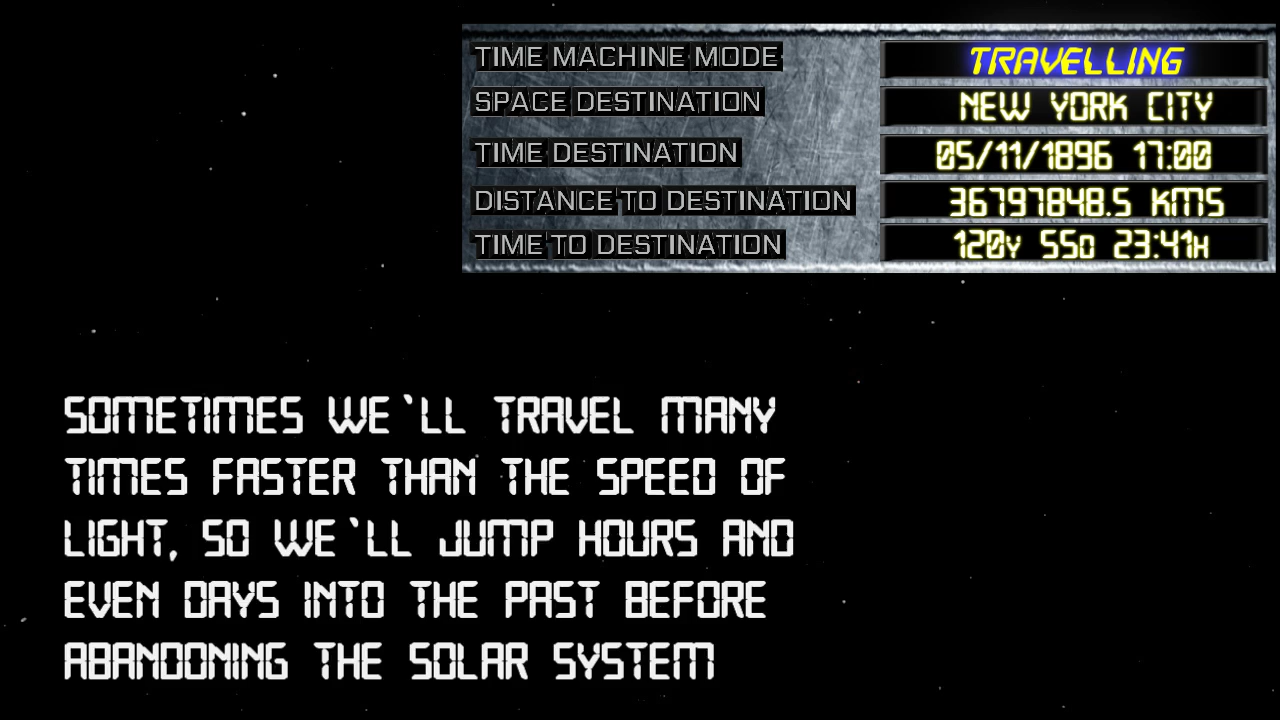 TIME MACHINE MODE TRAVELLING
SPACE DESTINATION NEW YORK CITY
TIME DESTINATION 05/11/1896 17:00
DISTANCE TO DESTINATION 36797848.5 KMS
TIME TO DESTINATION 120Y 55D 23:41H
SOMETIMES WE`LL TRAVEL MANY
TIMES FASTER THAN THE SPEED OF
LIGHT, SO WE`LL JUMP HOURS AND
EVEN DAYS INTO THE PAST BEFORE
ABANDONING THE SOLAR SYSTEM